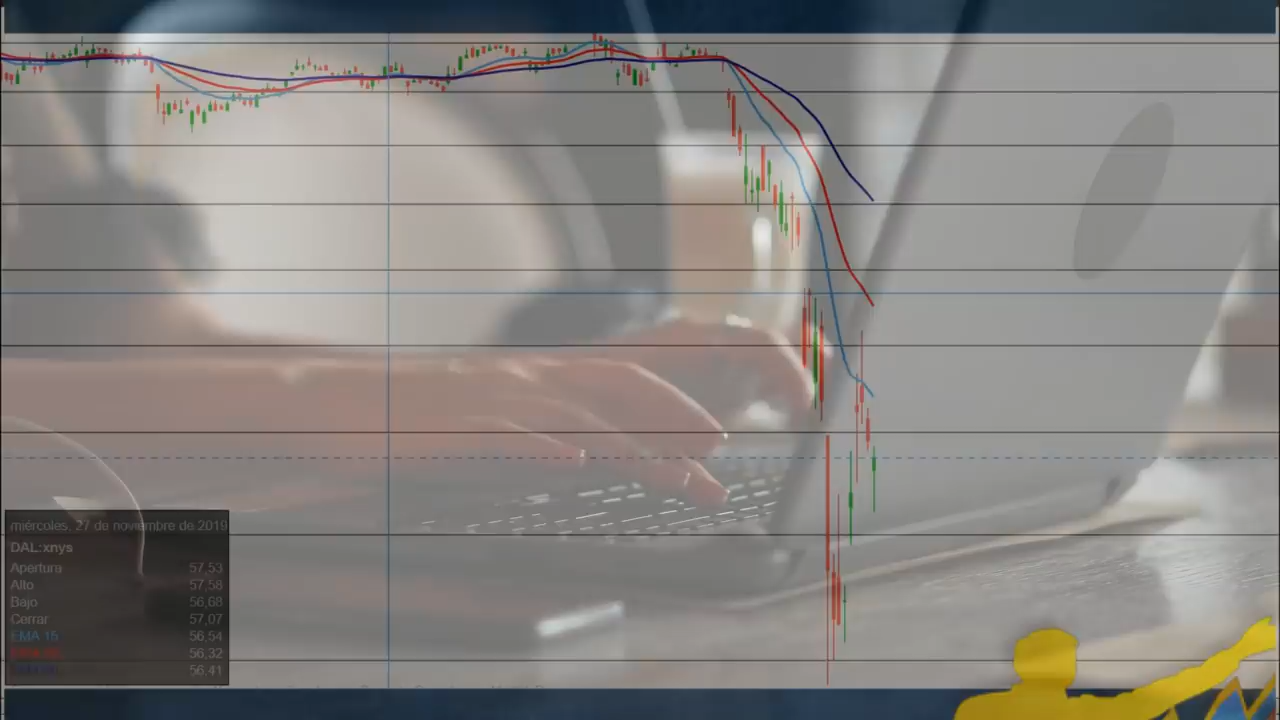 miércoles, 27 de noviembre de 2019
DAL:xnys
Apertura 57,53
Alto 57,58
Bajo 56,68
Cerrar 57,07
EMA 15 56,54
56,32
56,41